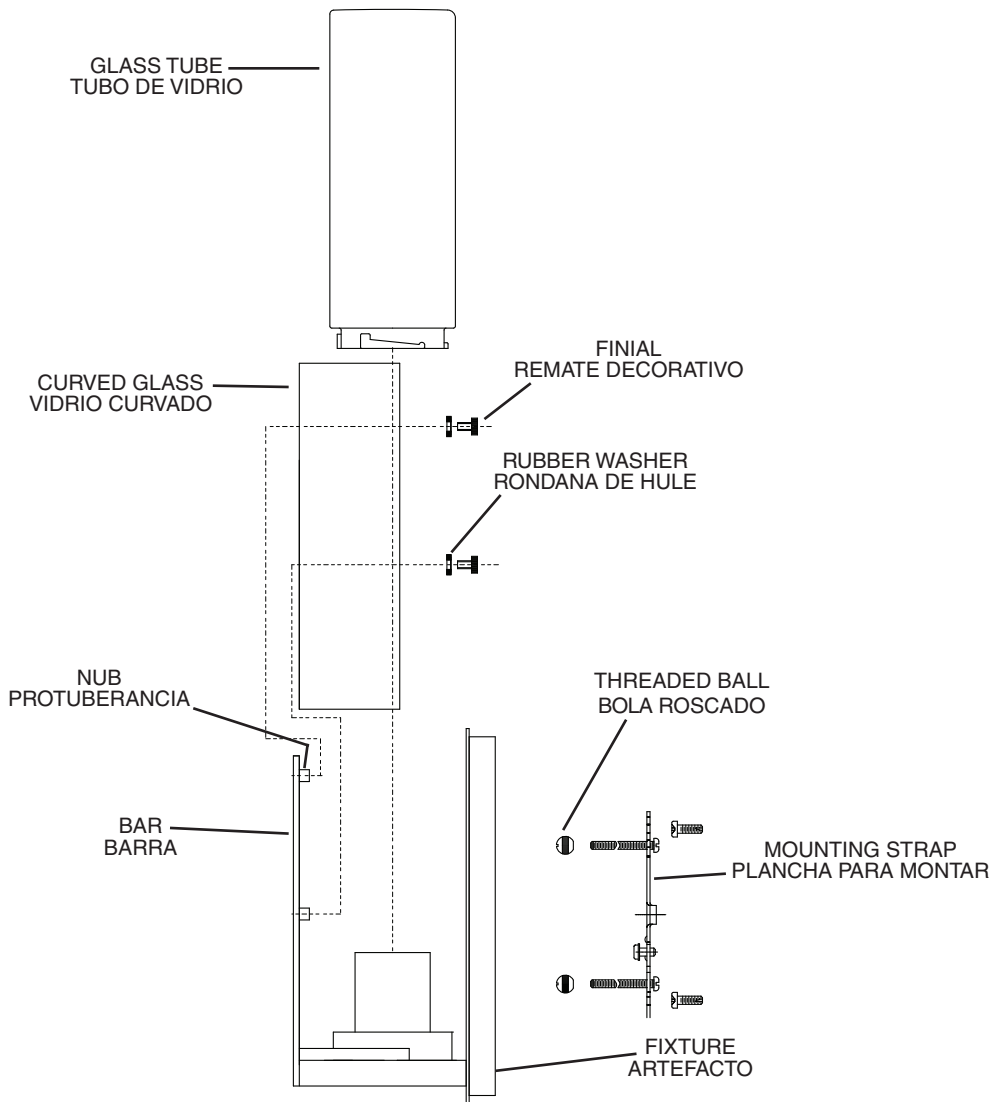 GLASS TUBE
TUBO DE VIDRIO
FINIAL
REMATE DECORATIVO
CURVED GLASS
VIDRIO CURVADO
RUBBER WASHER
RONDANA DE HULE
NUB
PROTUBERANCIA
THREADED BALL
BOLA ROSCADO
BAR
BARRA
MOUNTING STRAP
PLANCHA PARA MONTAR
FIXTURE
ARTEFACTO